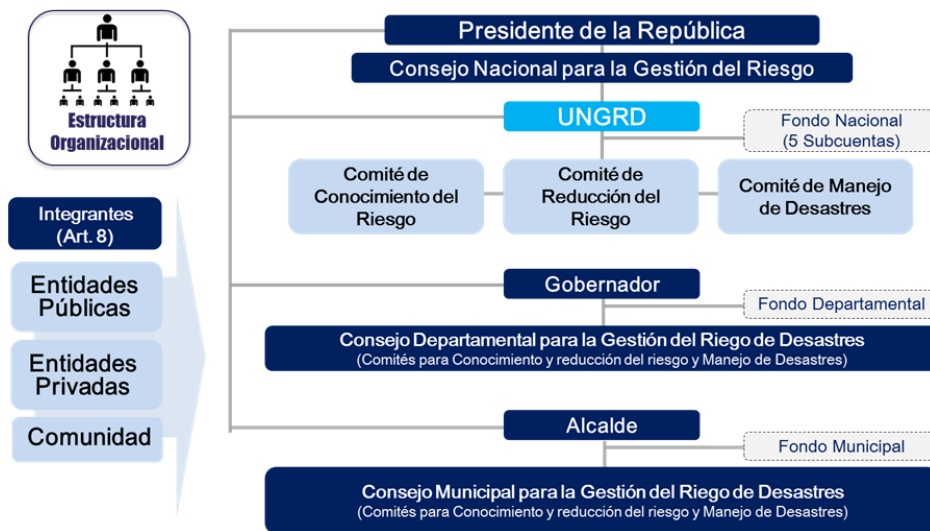 Estructura
Organizacional
Integrantes
(Art. 8)
Entidades
Públicas
Entidades
Privadas
Comunidad
Presidente de la República
Consejo Nacional para la Gestión del Riesgo
UNGRD
Fondo Nacional
(5 Subcuentas)
Comité de
Conocimiento del
Riesgo
Comité de
Reducción del
Riesgo
Comité de Manejo
de Desastres
Gobernador
Fondo Departamental
Consejo Departamental para la Gestión del Riego de Desastres
(Comités para Conocimiento y reducción del riesgo y Manejo de Desastres)
Alcalde
Fondo Municipal
Consejo Municipal para la Gestión del Riego de Desastres
(Comités para Conocimiento y reducción del riesgo y Manejo de Desastres)